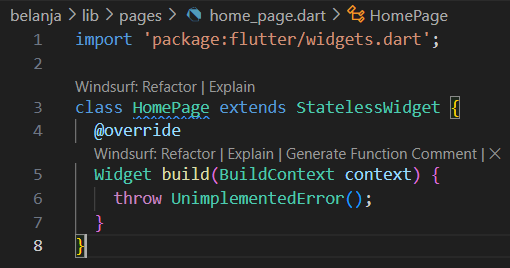 belanja > lib > pages > home_page.dart > HomePage
1 import 'package:flutter/widgets.dart';
2
Windsurf: Refactor | Explain
3 class HomePage extends StatelessWidget {
4 @override
Windsurf: Refactor | Explain | Generate Function Comment | ×
5 Widget build(BuildContext context) {
6 throw UnimplementedError();
7 }
8 }